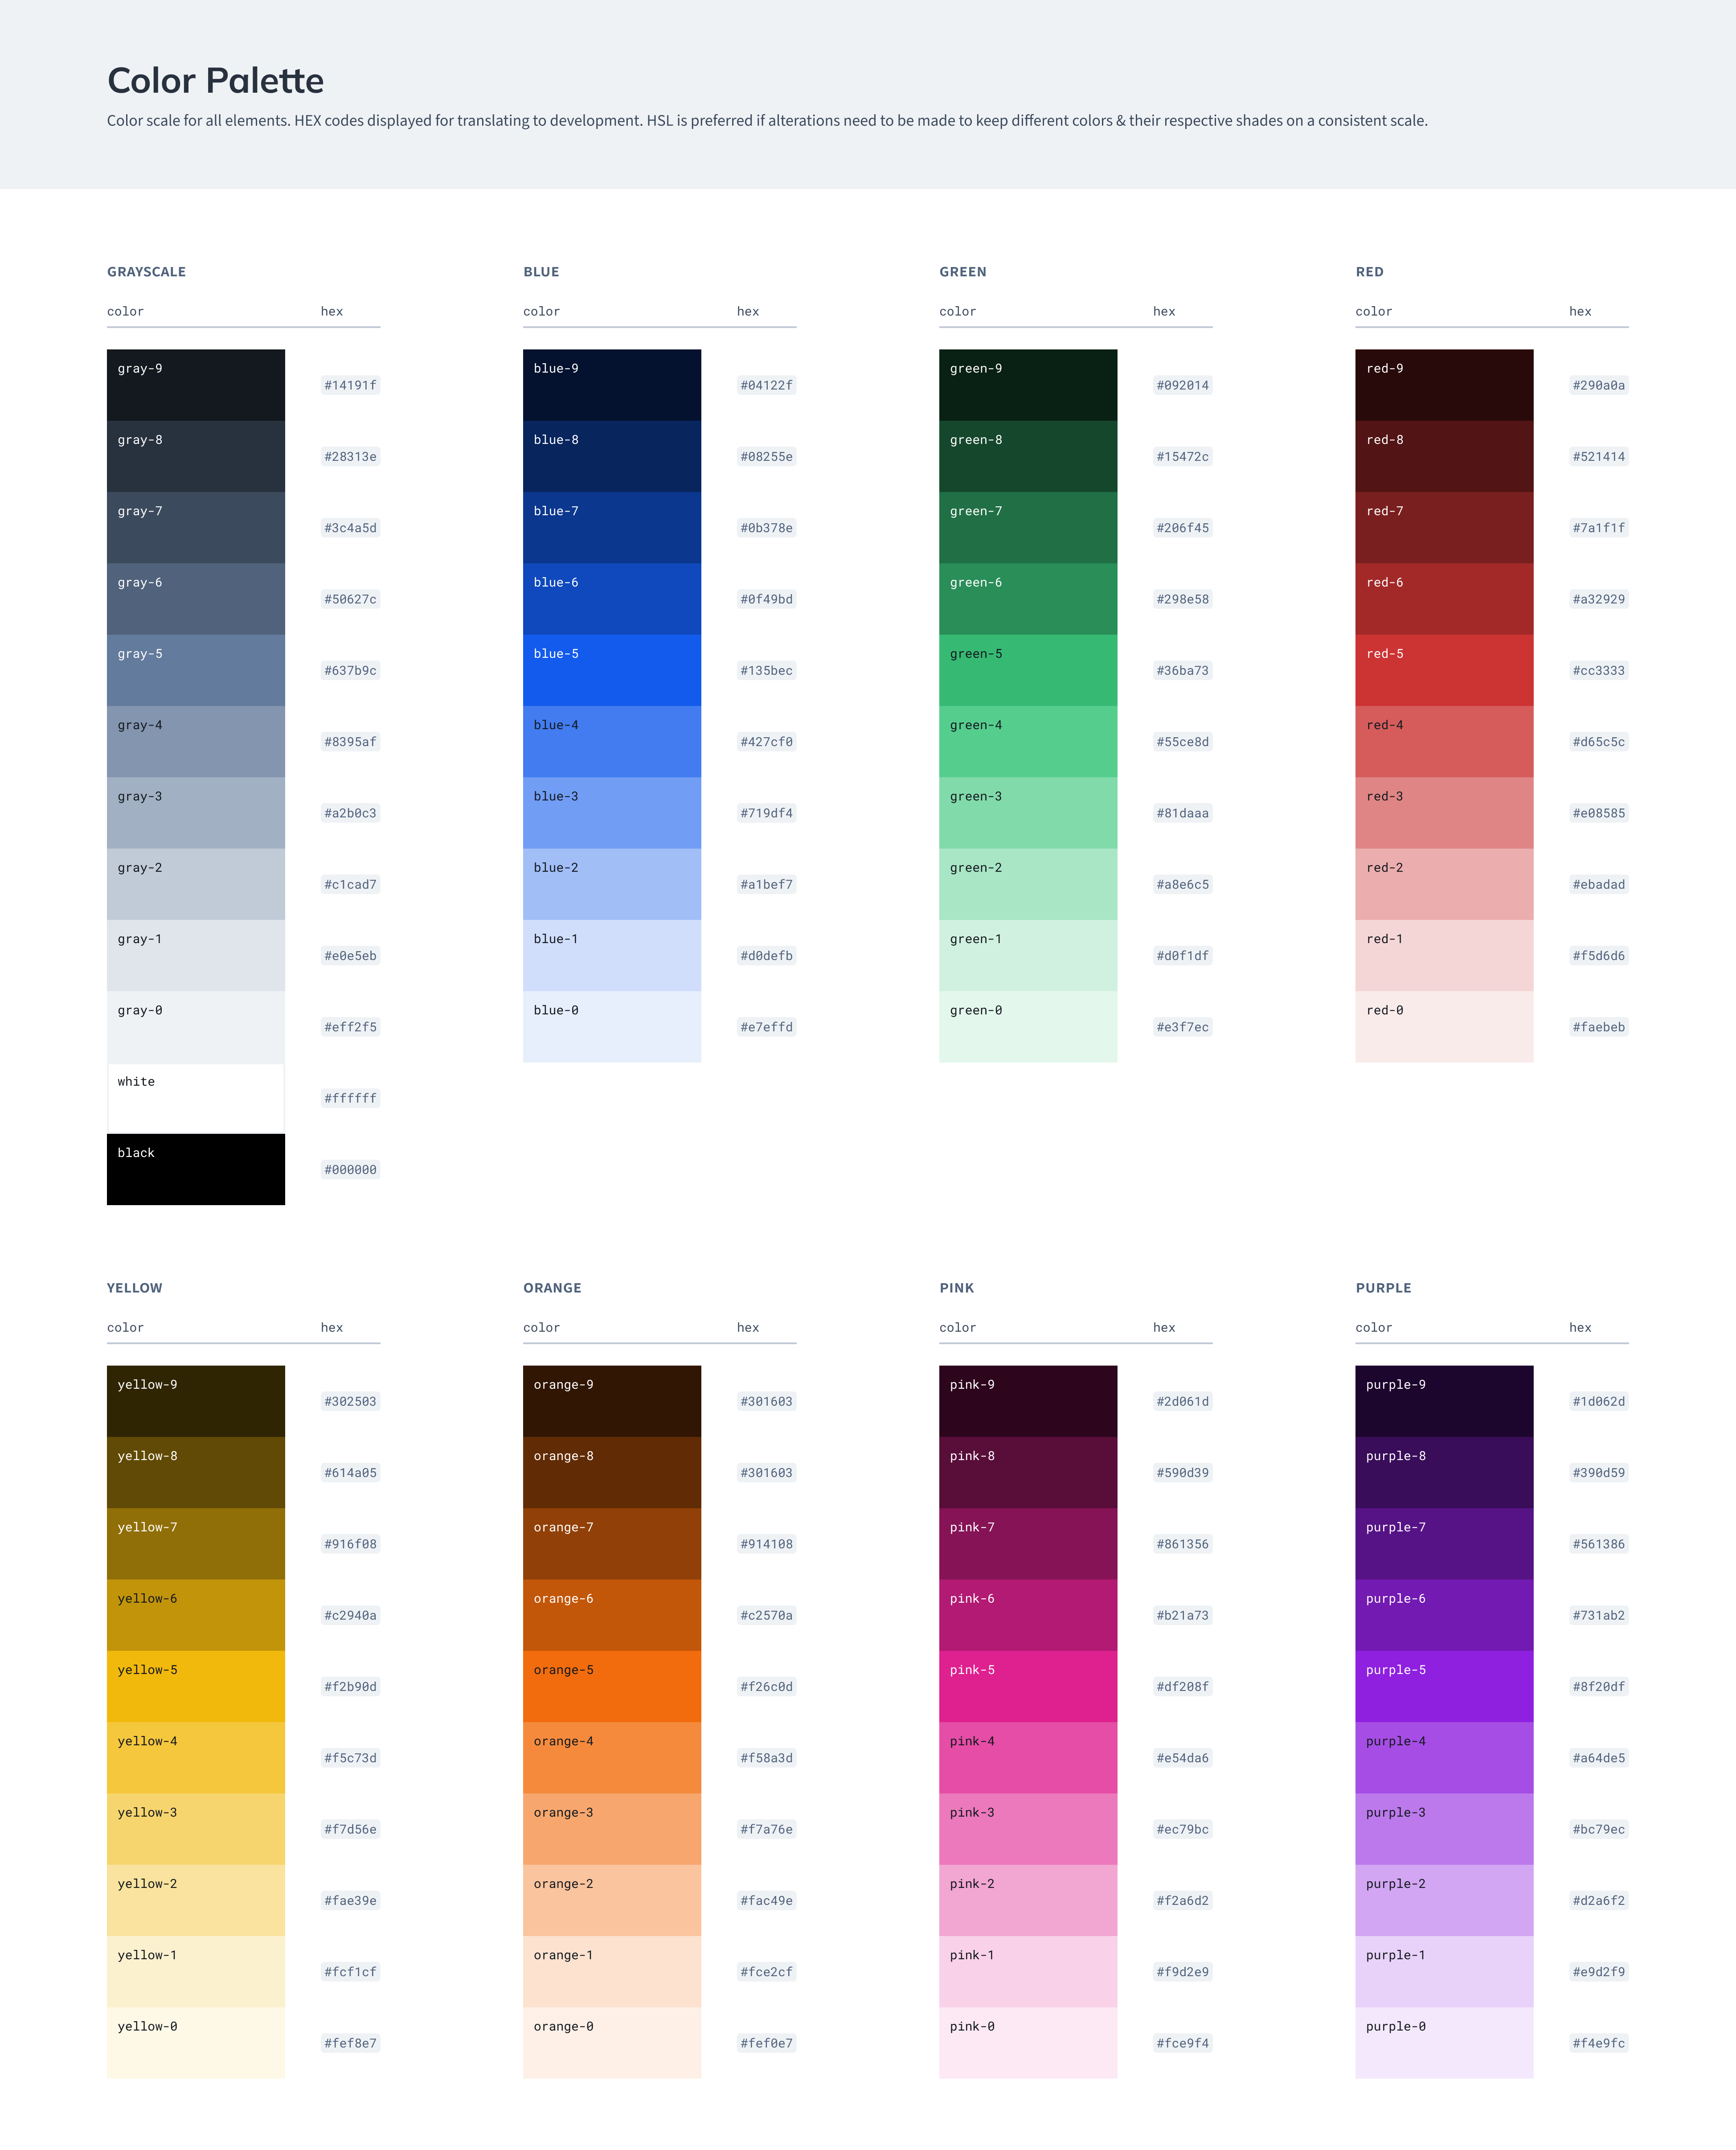 Color Palette
Color scale for all elements. HEX codes displayed for translating to development. HSL is preferred if alterations need to be made to keep different colors & their respective shades on a consistent scale.
GRAYSCALE
color hex
gray-9 #14191f
gray-8 #28313e
gray-7 #3c4a5d
gray-6 #50627c
gray-5 #637b9c
gray-4 #8395af
gray-3 #a2b0c3
gray-2 #c1cad7
gray-1 #e0e5eb
gray-0 #eff2f5
white #ffffff
black #000000
BLUE
color hex
blue-9 #04122f
blue-8 #08255e
blue-7 #0b378e
blue-6 #0f49bd
blue-5 #135bec
blue-4 #427cf0
blue-3 #719df4
blue-2 #a1bef7
blue-1 #d0defb
blue-0 #e7effd
GREEN
color hex
green-9 #092014
green-8 #15472c
green-7 #206f45
green-6 #298e58
green-5 #36ba73
green-4 #55ce8d
green-3 #81daaa
green-2 #a8e6c5
green-1 #d0f1df
green-0 #e3f7ec
RED
color hex
red-9 #290a0a
red-8 #521414
red-7 #7a1f1f
red-6 #a32929
red-5 #cc3333
red-4 #d65c5c
red-3 #e08585
red-2 #ebadad
red-1 #f5d6d6
red-0 #faebeb
YELLOW
color hex
yellow-9 #302503
yellow-8 #614a05
yellow-7 #916f08
yellow-6 #c2940a
yellow-5 #f2b90d
yellow-4 #f5c73d
yellow-3 #f7d56e
yellow-2 #fae39e
yellow-1 #fcf1cf
yellow-0 #fef8e7
ORANGE
color hex
orange-9 #301603
orange-8 #301603
orange-7 #914108
orange-6 #c2570a
orange-5 #f26c0d
orange-4 #f58a3d
orange-3 #f7a76e
orange-2 #fac49e
orange-1 #fce2cf
orange-0 #fef0e7
PINK
color hex
pink-9 #2d061d
pink-8 #590d39
pink-7 #861356
pink-6 #b21a73
pink-5 #df208f
pink-4 #e54da6
pink-3 #ec79bc
pink-2 #f2a6d2
pink-1 #f9d2e9
pink-0 #fce9f4
PURPLE
color hex
purple-9 #1d062d
purple-8 #390d59
purple-7 #561386
purple-6 #731ab2
purple-5 #8f20df
purple-4 #a64de5
purple-3 #bc79ec
purple-2 #d2a6f2
purple-1 #e9d2f9
purple-0 #f4e9fc